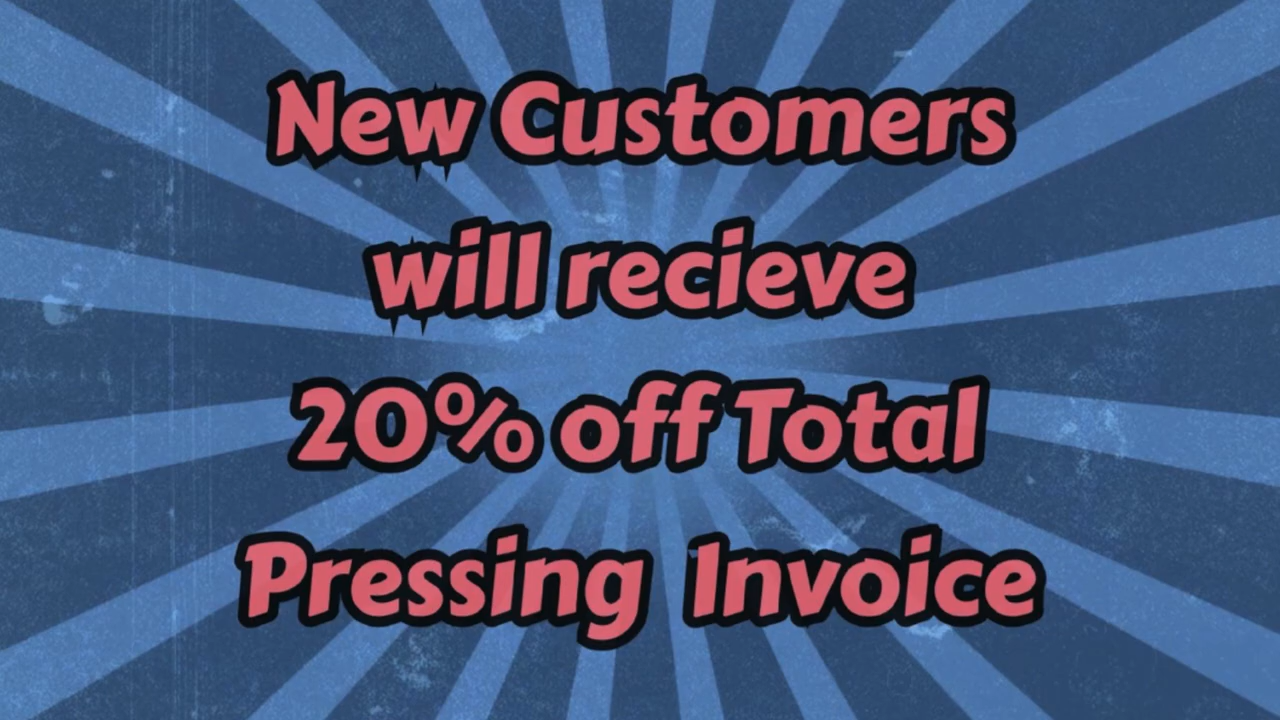 New Customers
will recieve
20% off Total
Pressing Invoice